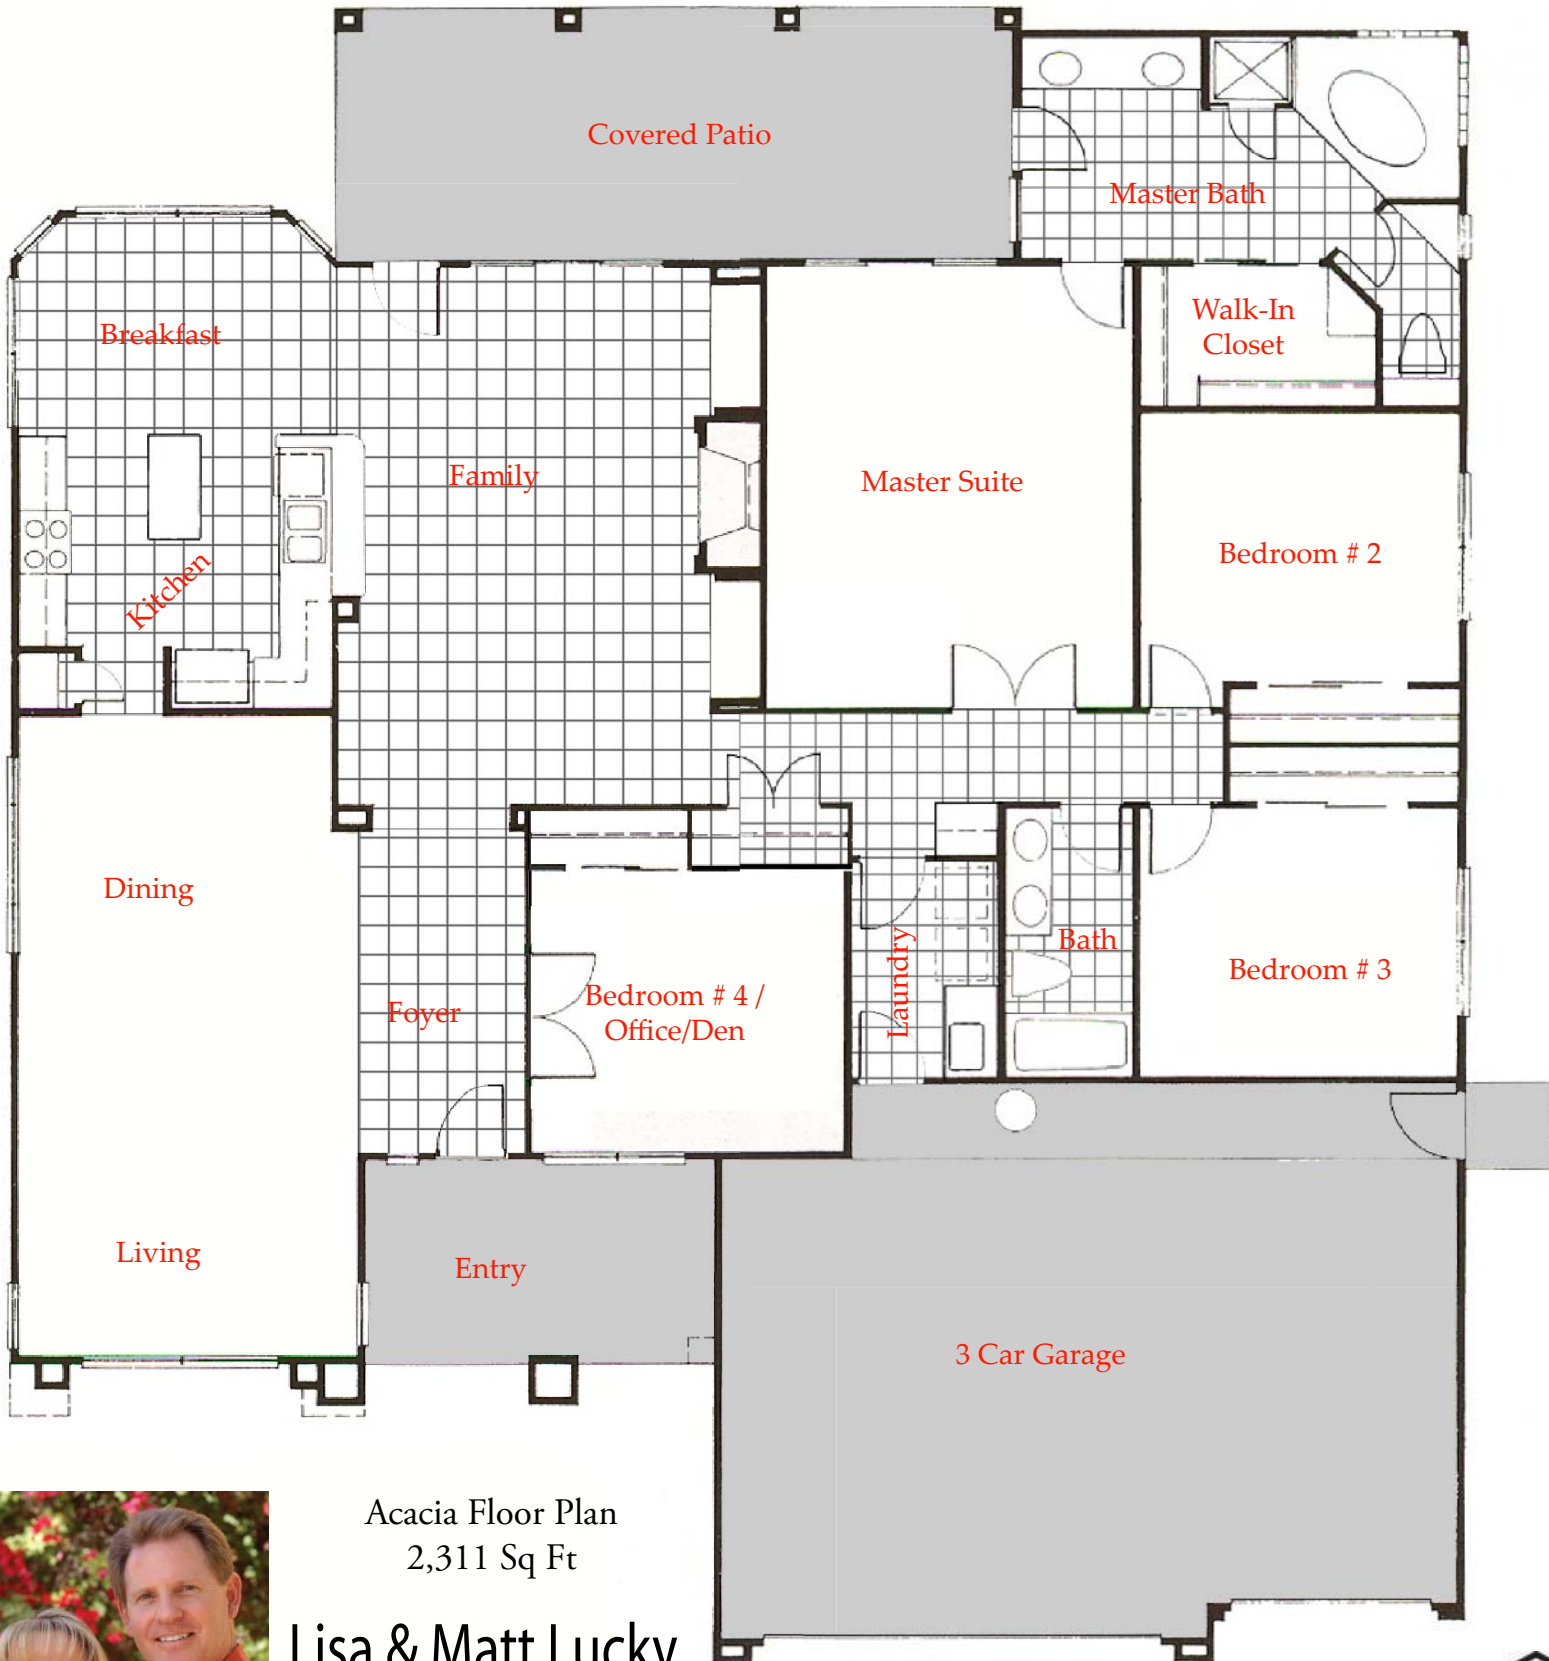 Covered Patio
Master Bath
Breakfast
Walk-In
Closet
Family
Master Suite
Bedroom # 2
Kitchen
Dining
Foyer
Bedroom # 4 /
Office/Den
Laundry
Bath
Bedroom # 3
Living
Entry
3 Car Garage
Acacia Floor Plan
2,311 Sq Ft
Lisa & Matt Lucky